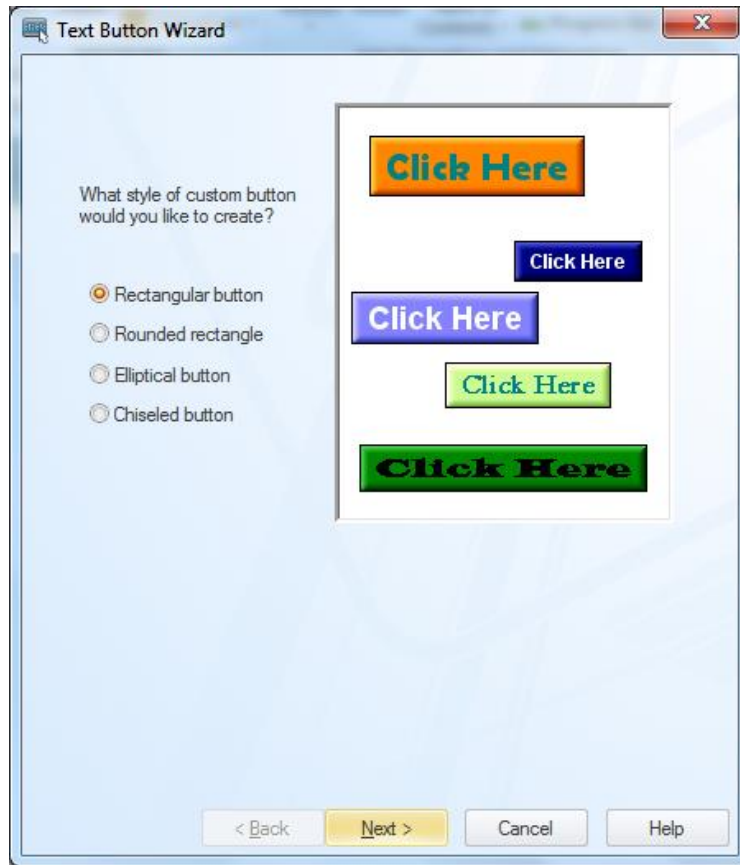 Text Button Wizard
What style of custom button
would you like to create?
Rectangular button
Rounded rectangle
Elliptical button
Chiseled button
Click Here
Click Here
Click Here
Click Here
Click Here
< Back
Next >
Cancel
Help